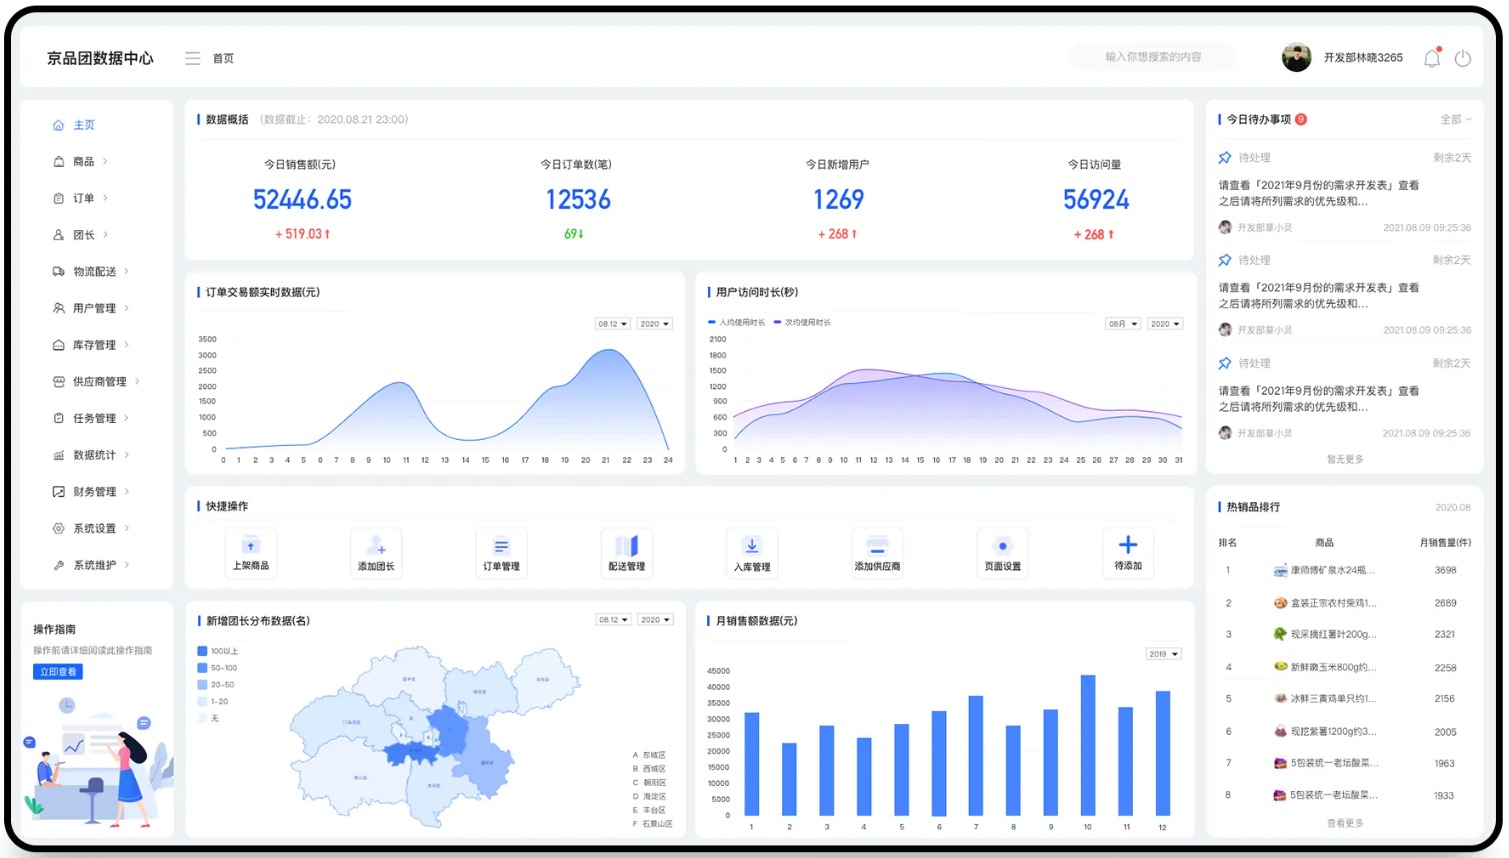 京品团数据中心
首页
输入你想搜索的内容
开发部林晓3265
主页
商品
订单
团长
物流配送
用户管理
库存管理
供应商管理
任务管理
数据统计
财务管理
系统设置
系统维护
操作指南
操作前请详细阅读此操作指南
立即查看
数据概括 (数据截止：2020.08.21 23:00)
今日销售额(元) 今日订单数(笔) 今日新增用户 今日访问量
52446.65 12536 1269 56924
+ 519.03↑ 69↓ + 268 ↑ + 268 ↑
订单交易额实时数据(元)
08.12 2020
3500
3000
2500
2000
1500
1000
500
0
0 1 2 3 4 5 6 7 8 9 10 11 12 13 14 15 16 17 18 19 20 21 22 23 24
用户访问时长(秒)
人均使用时长 次均使用时长
08月 2020
2100
1800
1500
1200
900
600
300
0
1 2 3 4 5 6 7 8 9 10 11 12 13 14 15 16 17 18 19 20 21 22 23 24 25 26 27 28 29 30 31
快捷操作
上架商品 添加团长 订单管理 配送管理 入库管理 添加供应商 页面设置 待添加
新增团长分布数据(名)
08.12 2020
100以上
50-100
20-50
1-20
无
A 东城区
B 西城区
C 朝阳区
D 海淀区
E 丰台区
F 石景山区
月销售额数据(元)
2019
45000
40000
35000
30000
25000
20000
15000
10000
5000
0
1 2 3 4 5 6 7 8 9 10 11 12
今日待办事项 9 全部
待处理 剩余2天
请查看「2021年9月份的需求开发表」查看
之后请将所列需求的优先级和...
开发部章小灵 2021.08.09 09:25:36
待处理 剩余2天
请查看「2021年9月份的需求开发表」查看
之后请将所列需求的优先级和...
开发部章小灵 2021.08.09 09:25:36
待处理 剩余2天
请查看「2021年9月份的需求开发表」查看
之后请将所列需求的优先级和...
开发部章小灵 2021.08.09 09:25:36
暂无更多
热销品排行 2020.08
排名 商品 月销售量(件)
1 康师傅矿泉水24瓶... 3698
2 盒装正宗农村柴鸡1... 2689
3 现采摘红薯叶200g... 2321
4 新鲜嫩玉米800g约... 2258
5 冰鲜三黄鸡单只约1... 2156
6 现挖紫薯1200g约3... 2005
7 5包装统一老坛酸菜... 1963
8 5包装统一老坛酸菜... 1933
查看更多